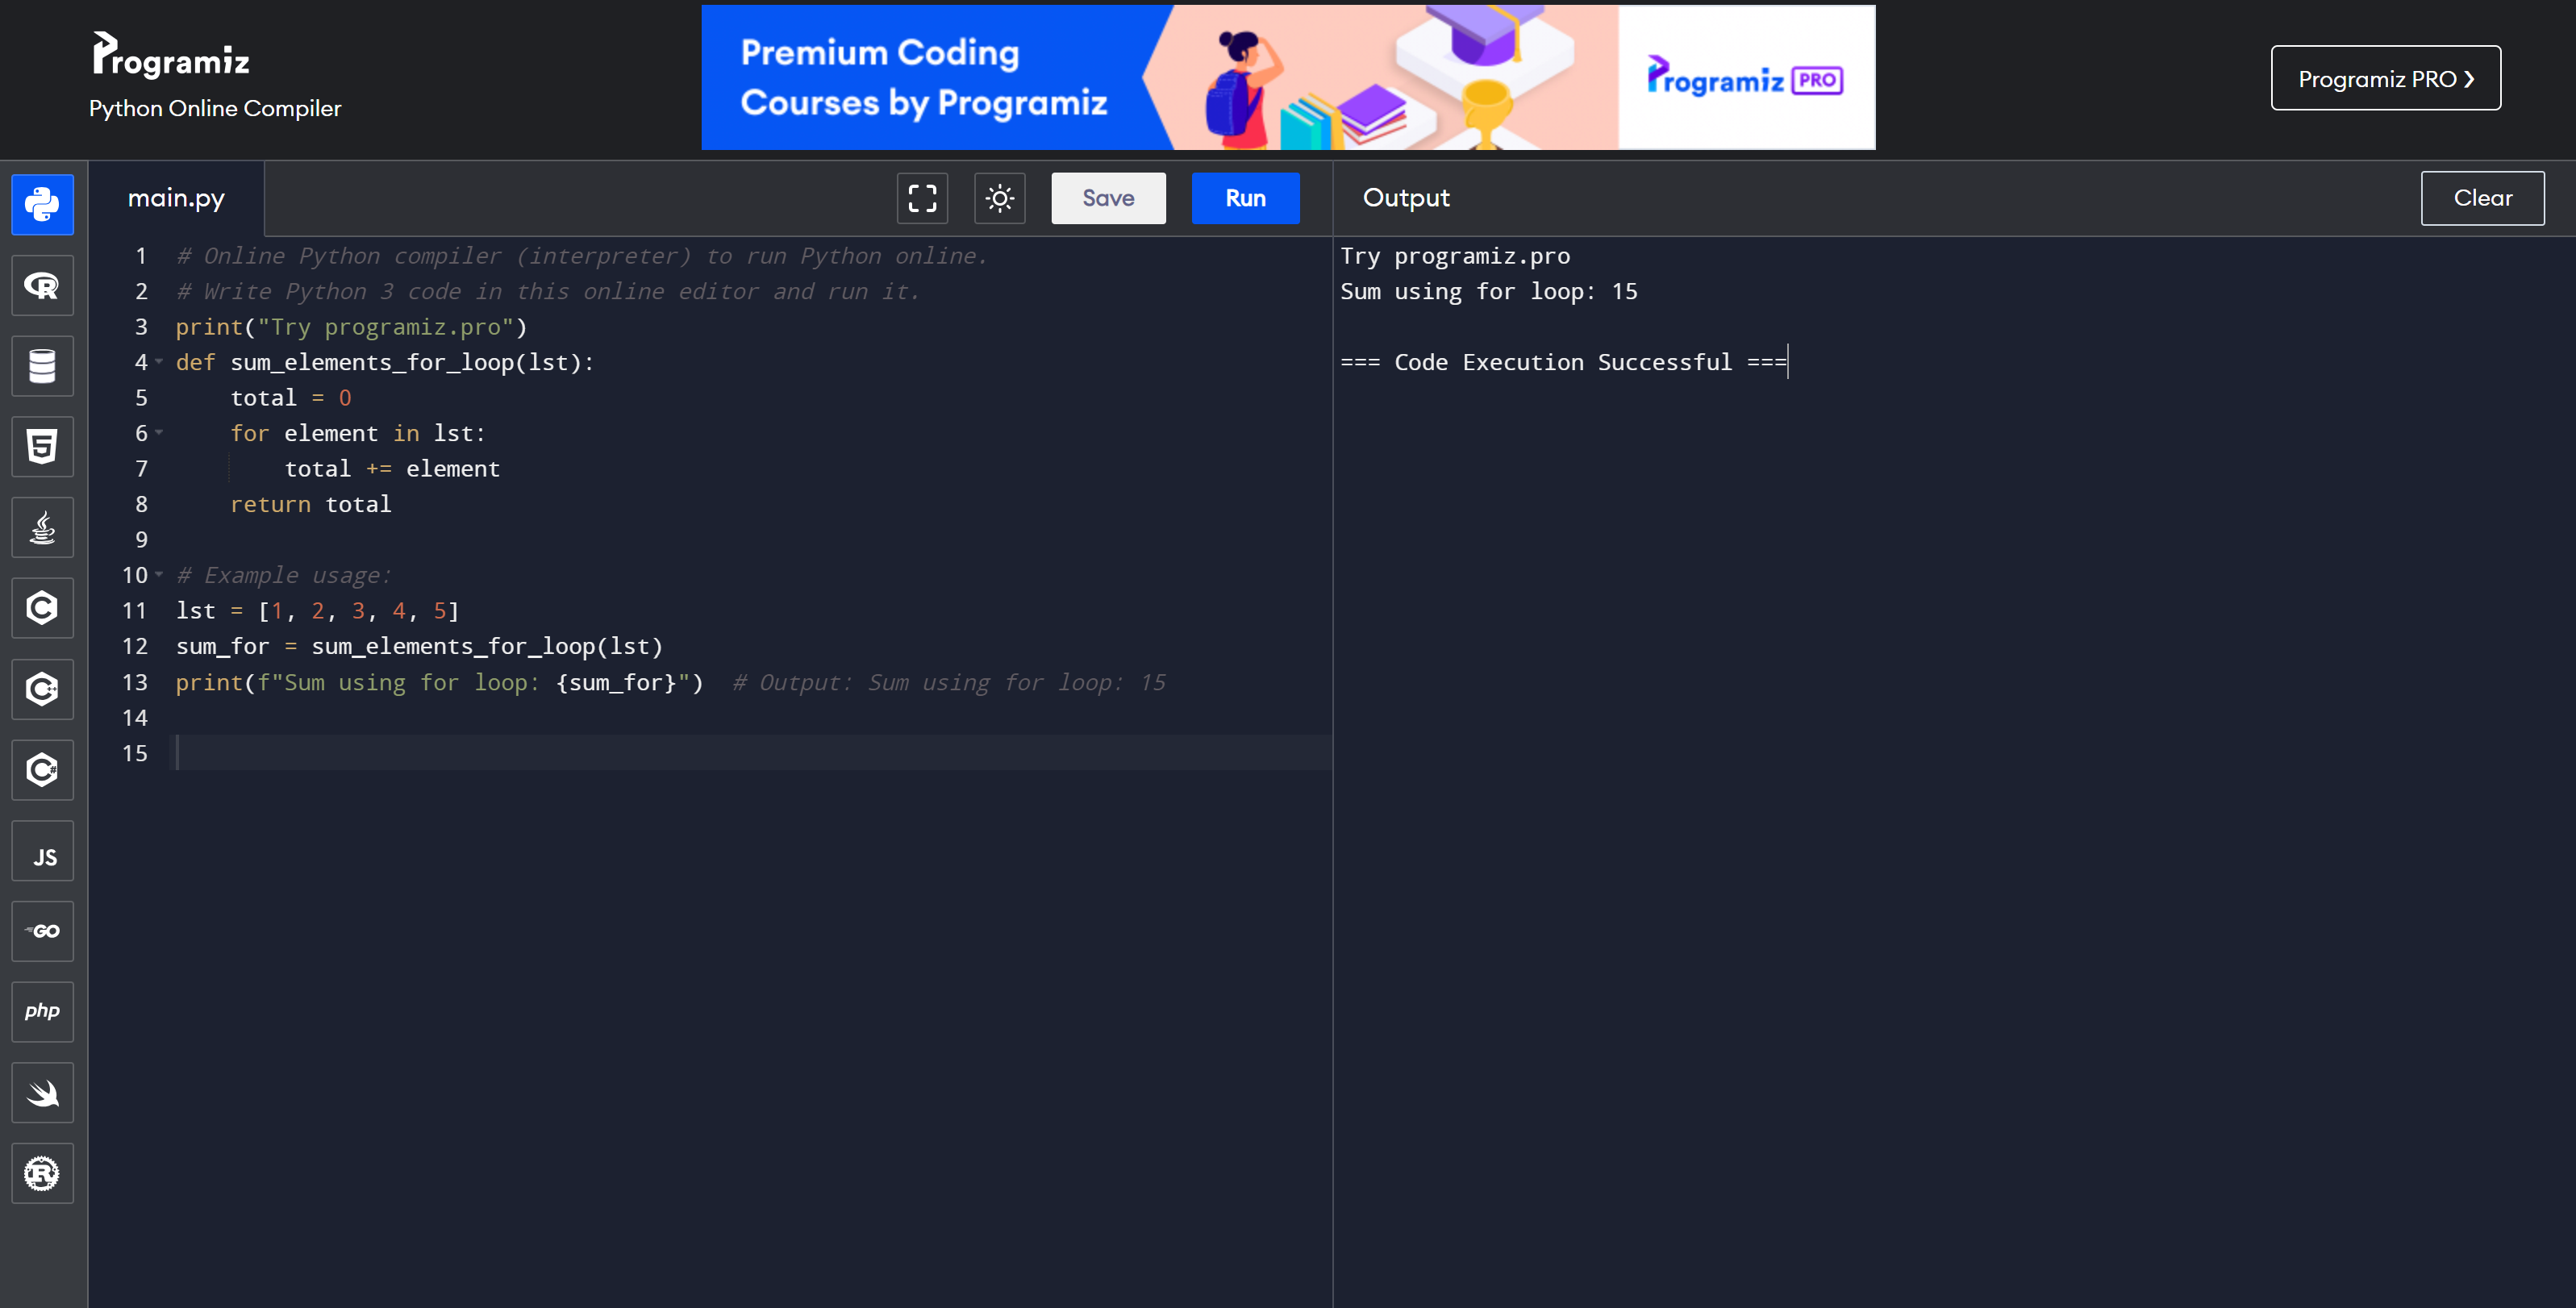 Programiz
Python Online Compiler
Premium Coding
Courses by Programiz
Programiz PRO
Programiz PRO ❯
main.py
Save
Run
Output
Clear
1 # Online Python compiler (interpreter) to run Python online.
2 # Write Python 3 code in this online editor and run it.
3 print("Try programiz.pro")
4 def sum_elements_for_loop(lst):
5     total = 0
6     for element in lst:
7         total += element
8     return total
9
10 # Example usage:
11 lst = [1, 2, 3, 4, 5]
12 sum_for = sum_elements_for_loop(lst)
13 print(f"Sum using for loop: {sum_for}")  # Output: Sum using for loop: 15
14
15
Try programiz.pro
Sum using for loop: 15
=== Code Execution Successful ===
R
5
C
C++
C#
JS
GO
php
R